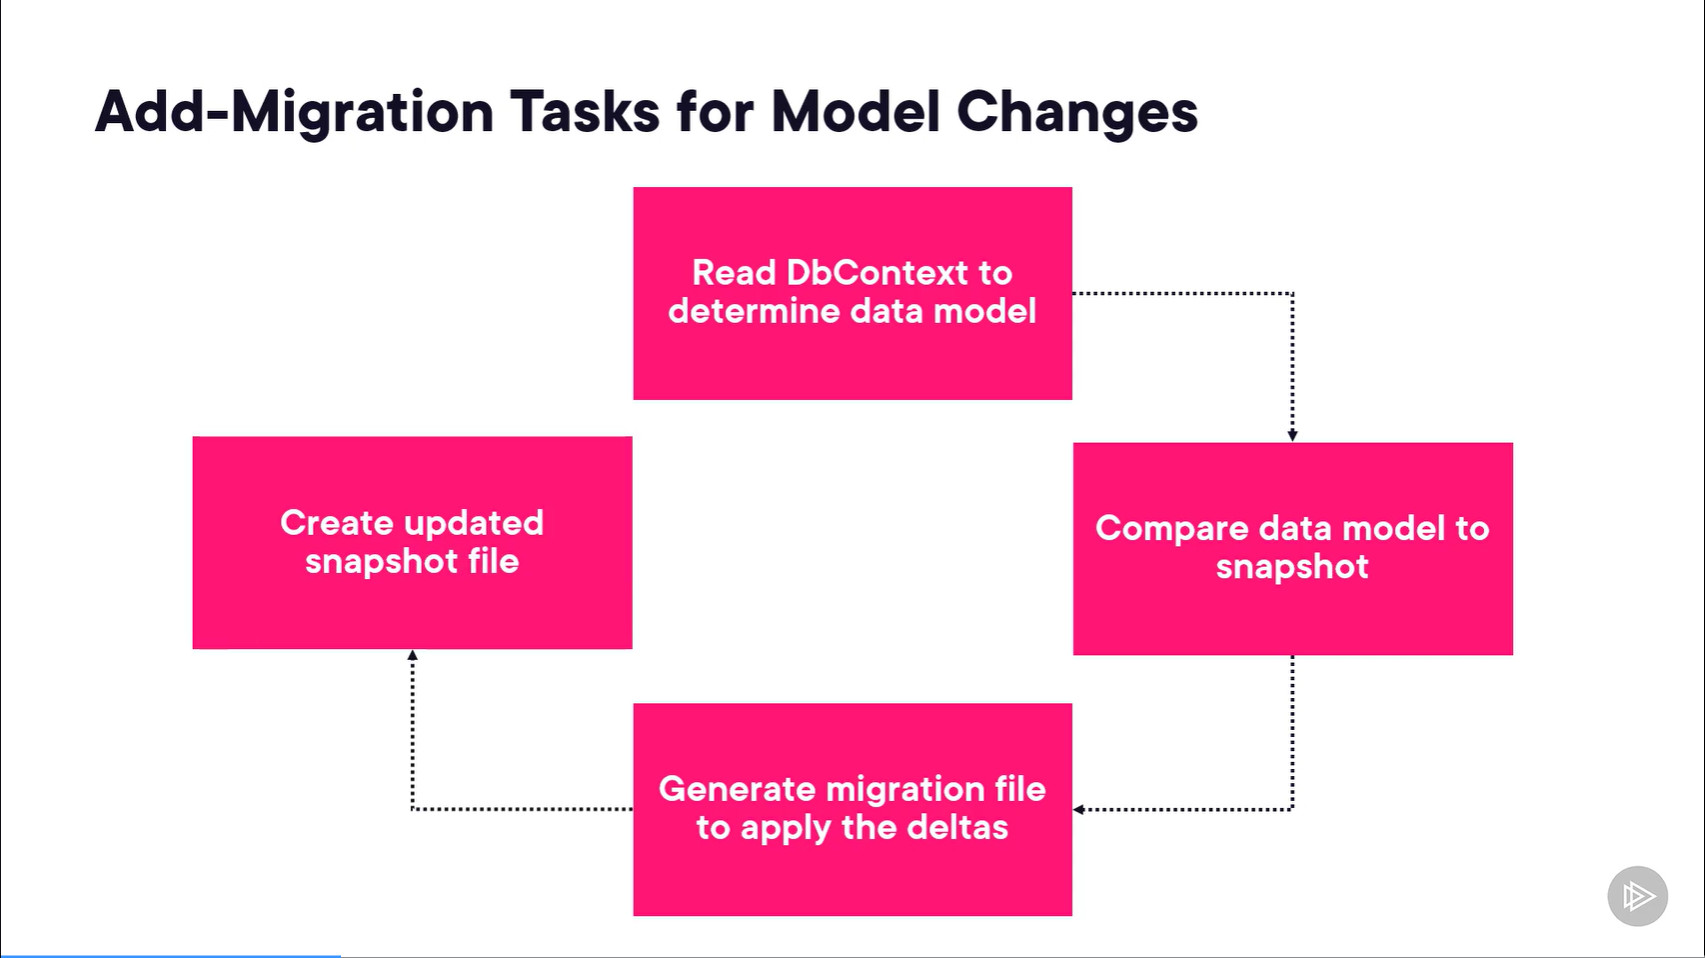 Add-Migration Tasks for Model Changes
Read DbContext to
determine data model
Compare data model to
snapshot
Generate migration file
to apply the deltas
Create updated
snapshot file